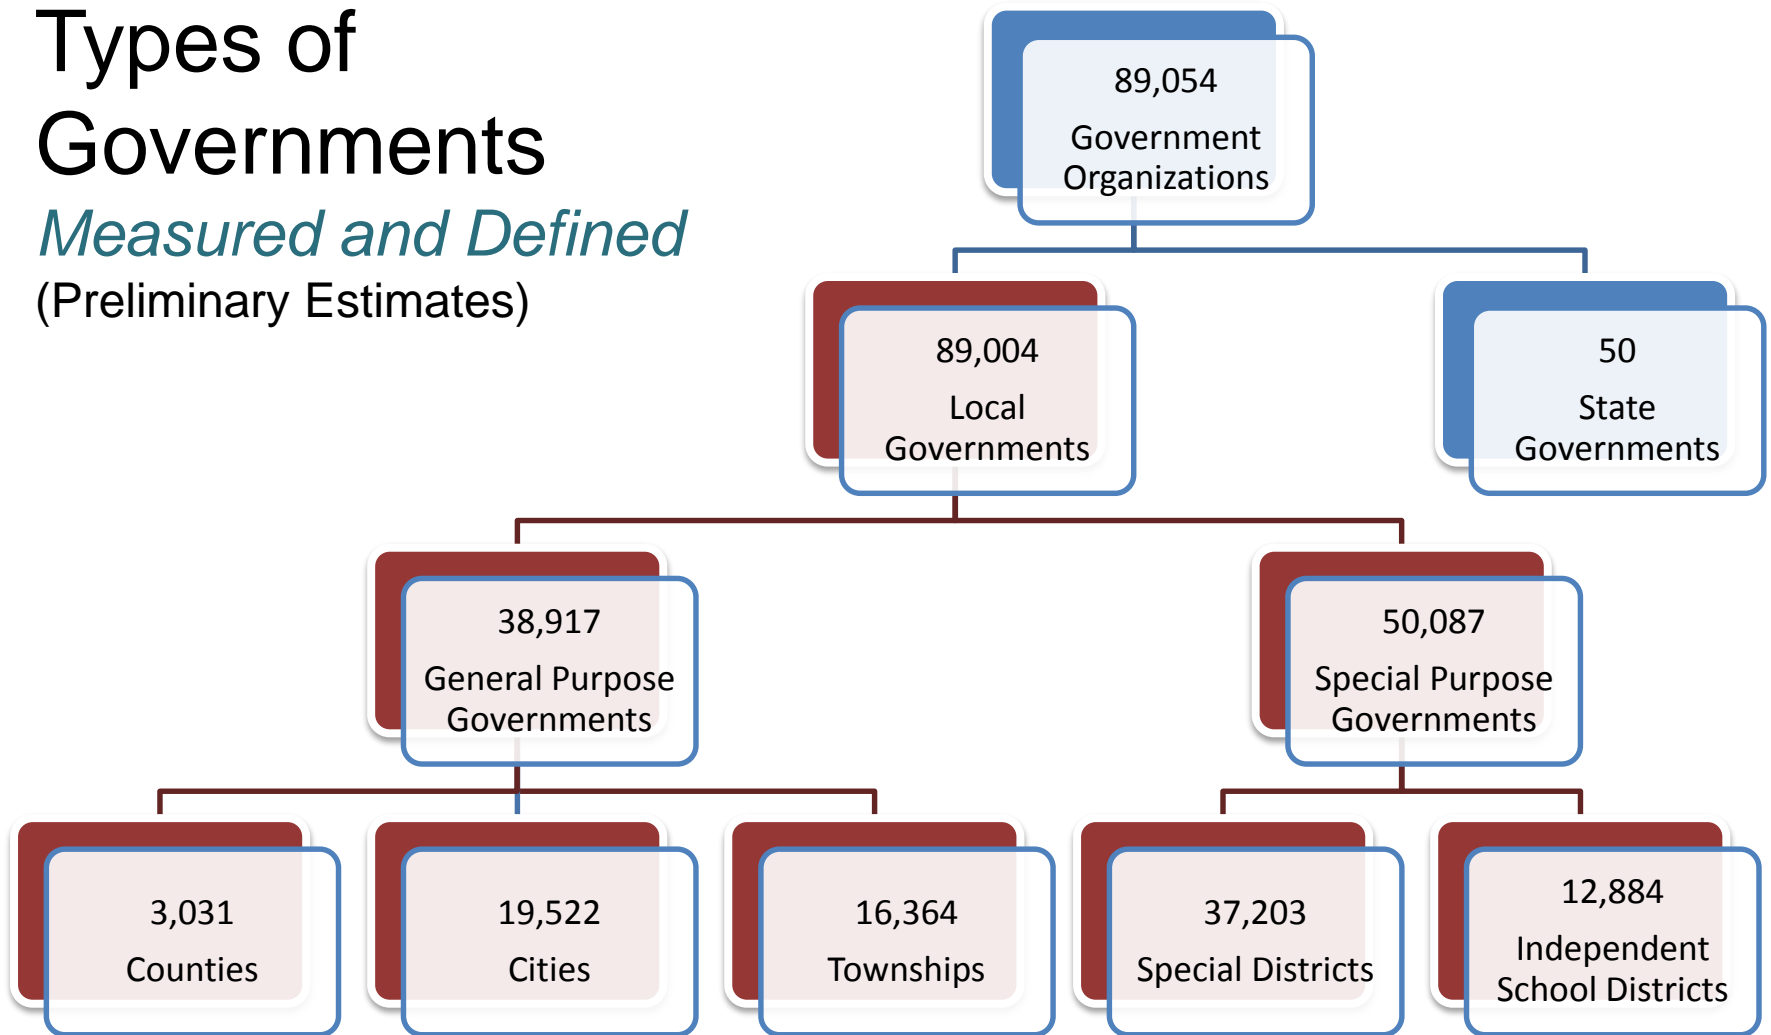 Types of
Governments
Measured and Defined
(Preliminary Estimates)
89,054
Government
Organizations
89,004
Local
Governments
50
State
Governments
38,917
General Purpose
Governments
50,087
Special Purpose
Governments
3,031
Counties
19,522
Cities
16,364
Townships
37,203
Special Districts
12,884
Independent
School Districts